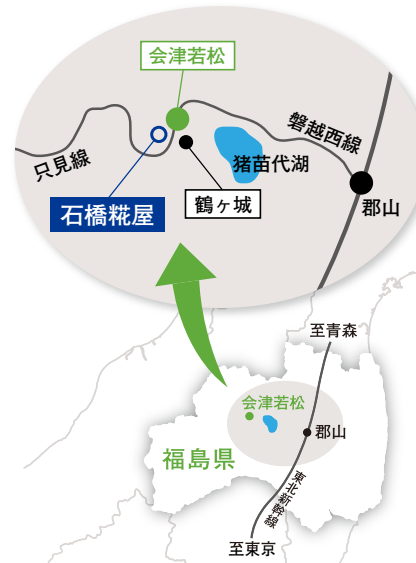 会津若松
磐越西線
只見線
猪苗代湖
石橋糀屋
鶴ヶ城
郡山
至青森
会津若松
郡山
福島県
東北新幹線
至東京